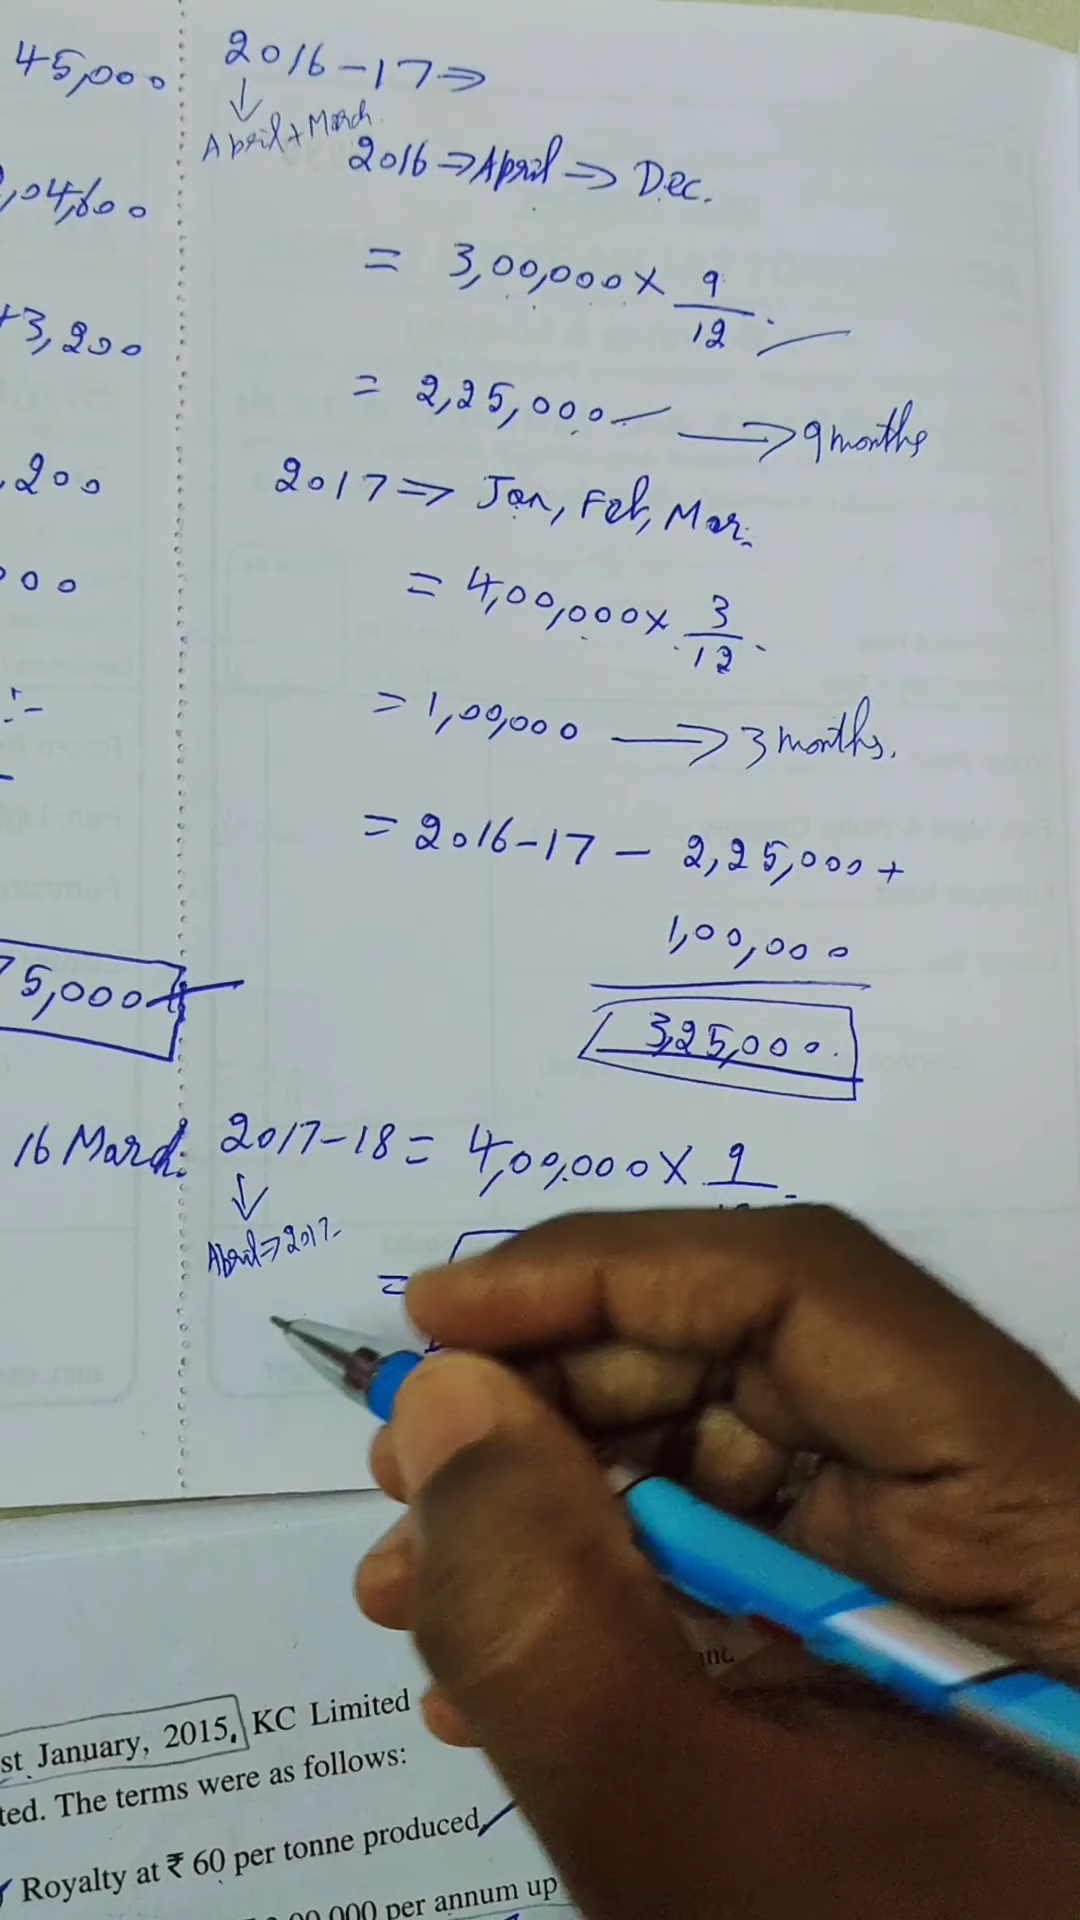 45,000
,04,600
3,200
,200
000
5,000
16 March.
2016-17⇒
↓
April + March
2016⇒April⇒Dec.
= 3,00,000 × 9/12.
= 2,25,000 → 9 months
2017⇒ Jan, Feb, Mar.
= 4,00,000 × 3/12.
= 1,00,000 → 3 months.
= 2016-17 - 2,25,000 +
1,00,000
3,25,000.
2017-18 = 4,00,000 × 9
↓
April⇒2017-
=
st January, 2015, KC Limited
ted. The terms were as follows:
Royalty at ₹ 60 per tonne produced
00,000 per annum up